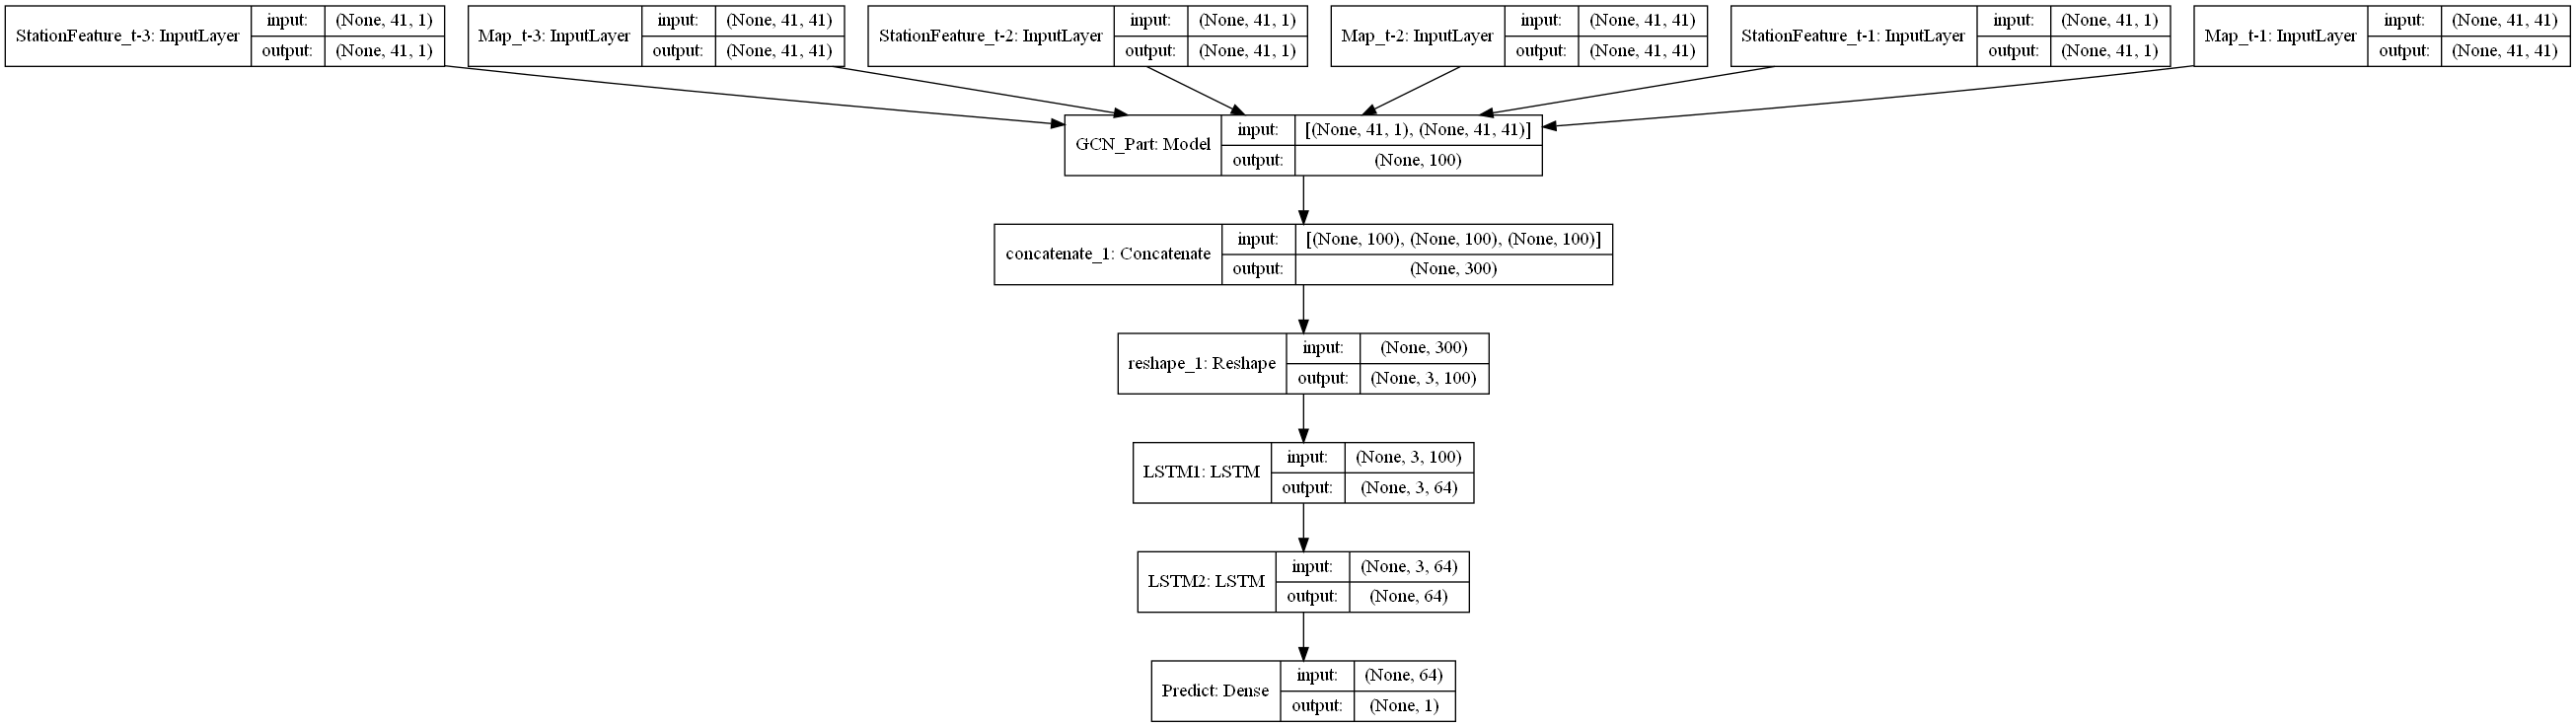 StationFeature_t-3: InputLayer
input:
(None, 41, 1)
output:
(None, 41, 1)
Map_t-3: InputLayer
input:
(None, 41, 41)
output:
(None, 41, 41)
StationFeature_t-2: InputLayer
input:
(None, 41, 1)
output:
(None, 41, 1)
Map_t-2: InputLayer
input:
(None, 41, 41)
output:
(None, 41, 41)
StationFeature_t-1: InputLayer
input:
(None, 41, 1)
output:
(None, 41, 1)
Map_t-1: InputLayer
input:
(None, 41, 41)
output:
(None, 41, 41)
GCN_Part: Model
input:
[(None, 41, 1), (None, 41, 41)]
output:
(None, 100)
concatenate_1: Concatenate
input:
[(None, 100), (None, 100), (None, 100)]
output:
(None, 300)
reshape_1: Reshape
input:
(None, 300)
output:
(None, 3, 100)
LSTM1: LSTM
input:
(None, 3, 100)
output:
(None, 3, 64)
LSTM2: LSTM
input:
(None, 3, 64)
output:
(None, 64)
Predict: Dense
input:
(None, 64)
output:
(None, 1)